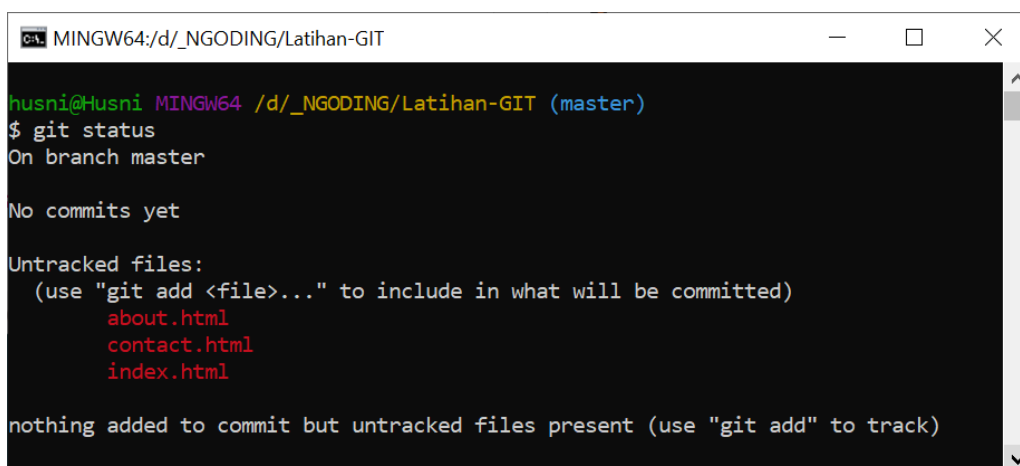 MINGW64:/d/_NGODING/Latihan-GIT
husni@Husni MINGW64 /d/_NGODING/Latihan-GIT (master)
$ git status
On branch master
No commits yet
Untracked files:
  (use "git add <file>..." to include in what will be committed)
        about.html
        contact.html
        index.html
nothing added to commit but untracked files present (use "git add" to track)